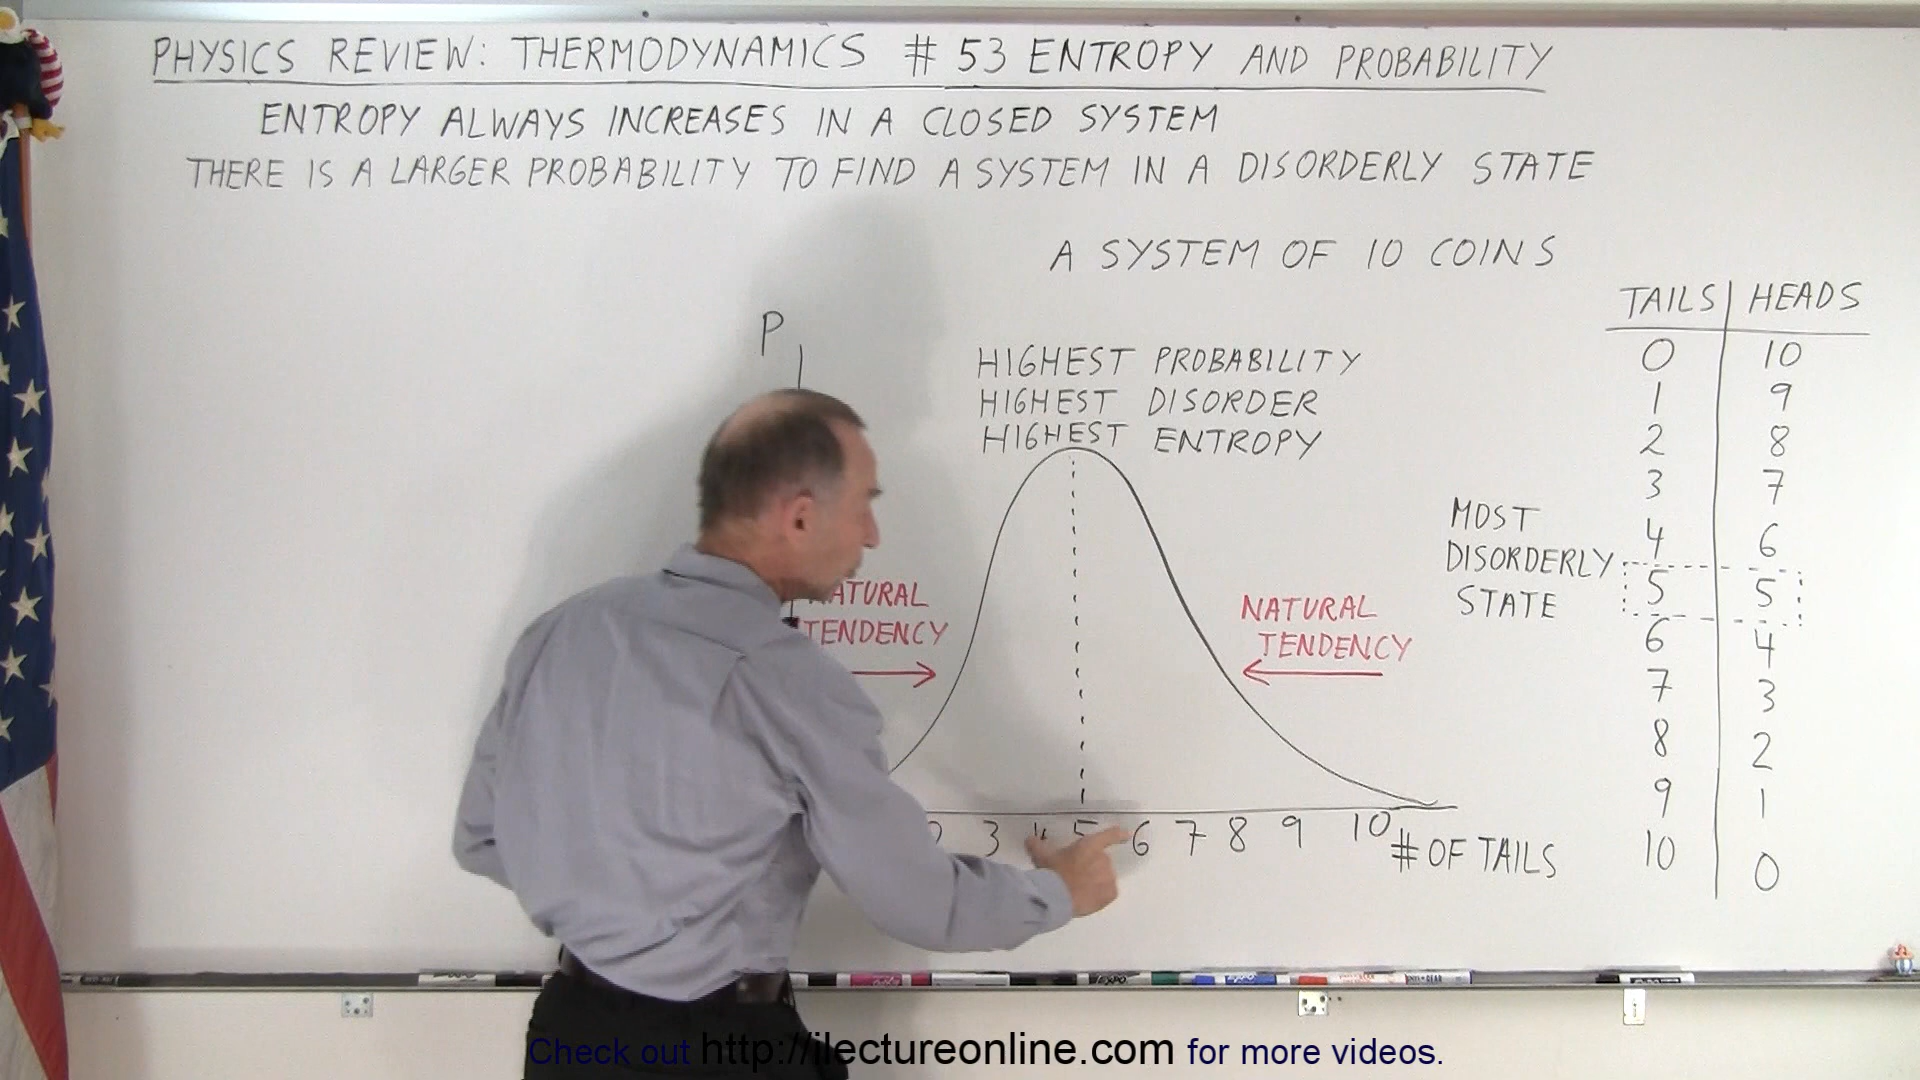 PHYSICS REVIEW: THERMODYNAMICS # 53 ENTROPY AND PROBABILITY
ENTROPY ALWAYS INCREASES IN A CLOSED SYSTEM
THERE IS A LARGER PROBABILITY TO FIND A SYSTEM IN A DISORDERLY STATE
A SYSTEM OF 10 COINS
P
HIGHEST PROBABILITY
HIGHEST DISORDER
HIGHEST ENTROPY
NATURAL
TENDENCY
NATURAL
TENDENCY
3 4 5 6 7 8 9 10
# OF TAILS
MOST
DISORDERLY
STATE
TAILS HEADS
0 10
1 9
2 8
3 7
4 6
5 5
6 4
7 3
8 2
9 1
10 0
EXPO
Check out http://ilectureonline.com for more videos.